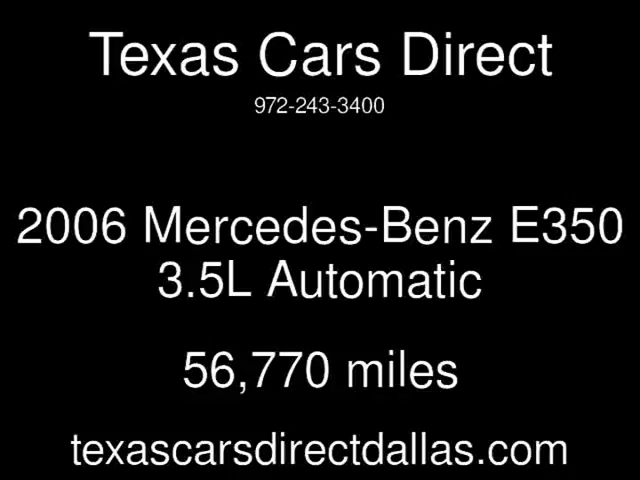 Texas Cars Direct
972-243-3400
2006 Mercedes-Benz E350
3.5L Automatic
56,770 miles
texascarsdirectdallas.com